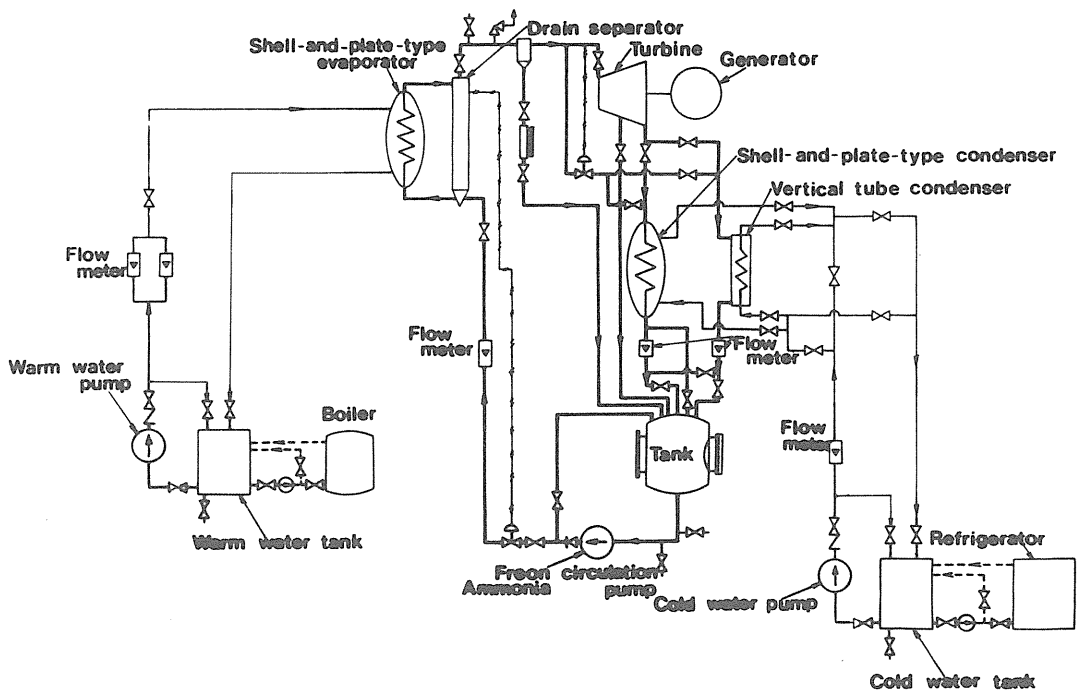 Drain separator
Shell-and-plate-type
evaporator
Turbine
Generator
Shell-and-plate-type condenser
Vertical tube condenser
Flow
meter
Flow
meter
Flow
meter
Warm water
pump
Boiler
Tank
Flow
meter
Warm water tank
Freon circulation
Ammonia pump
Cold water pump
Refrigerator
Cold water tank